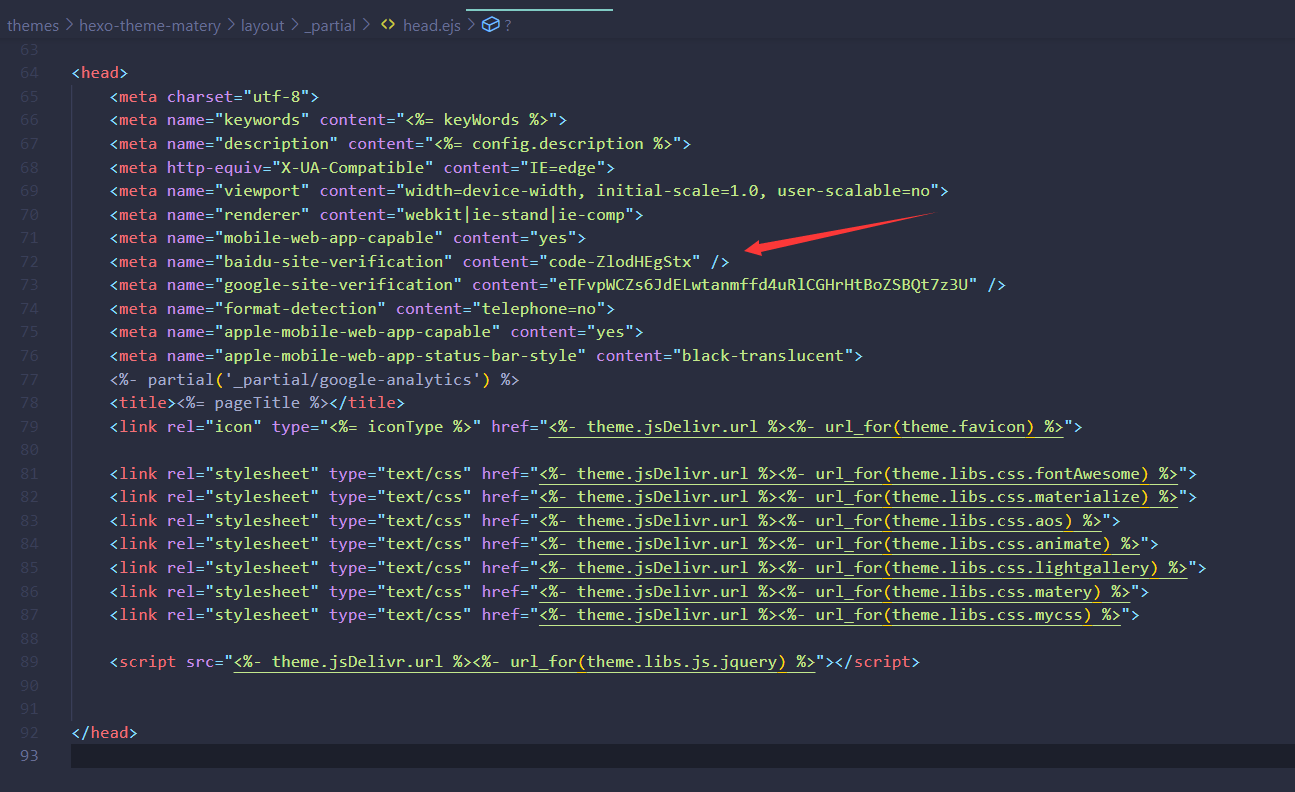 themes > hexo-theme-matery > layout > _partial > <> head.ejs > ?
63
64 <head>
65 <meta charset="utf-8">
66 <meta name="keywords" content="<%= keyWords %>">
67 <meta name="description" content="<%= config.description %>">
68 <meta http-equiv="X-UA-Compatible" content="IE=edge">
69 <meta name="viewport" content="width=device-width, initial-scale=1.0, user-scalable=no">
70 <meta name="renderer" content="webkit|ie-stand|ie-comp">
71 <meta name="mobile-web-app-capable" content="yes">
72 <meta name="baidu-site-verification" content="code-ZlodHEgStx" />
73 <meta name="google-site-verification" content="eTFvpWCZs6JdELwtanmffd4uRlCGHrHtBoZSBQt7z3U" />
74 <meta name="format-detection" content="telephone=no">
75 <meta name="apple-mobile-web-app-capable" content="yes">
76 <meta name="apple-mobile-web-app-status-bar-style" content="black-translucent">
77 <%- partial('_partial/google-analytics') %>
78 <title><%= pageTitle %></title>
79 <link rel="icon" type="<%= iconType %>" href="<%- theme.jsDelivr.url %><%- url_for(theme.favicon) %>">
80
81 <link rel="stylesheet" type="text/css" href="<%- theme.jsDelivr.url %><%- url_for(theme.libs.css.fontAwesome) %>">
82 <link rel="stylesheet" type="text/css" href="<%- theme.jsDelivr.url %><%- url_for(theme.libs.css.materialize) %>">
83 <link rel="stylesheet" type="text/css" href="<%- theme.jsDelivr.url %><%- url_for(theme.libs.css.aos) %>">
84 <link rel="stylesheet" type="text/css" href="<%- theme.jsDelivr.url %><%- url_for(theme.libs.css.animate) %>">
85 <link rel="stylesheet" type="text/css" href="<%- theme.jsDelivr.url %><%- url_for(theme.libs.css.lightgallery) %>">
86 <link rel="stylesheet" type="text/css" href="<%- theme.jsDelivr.url %><%- url_for(theme.libs.css.matery) %>">
87 <link rel="stylesheet" type="text/css" href="<%- theme.jsDelivr.url %><%- url_for(theme.libs.css.mycss) %>">
88
89 <script src="<%- theme.jsDelivr.url %><%- url_for(theme.libs.js.jquery) %>"></script>
90
91
92 </head>
93